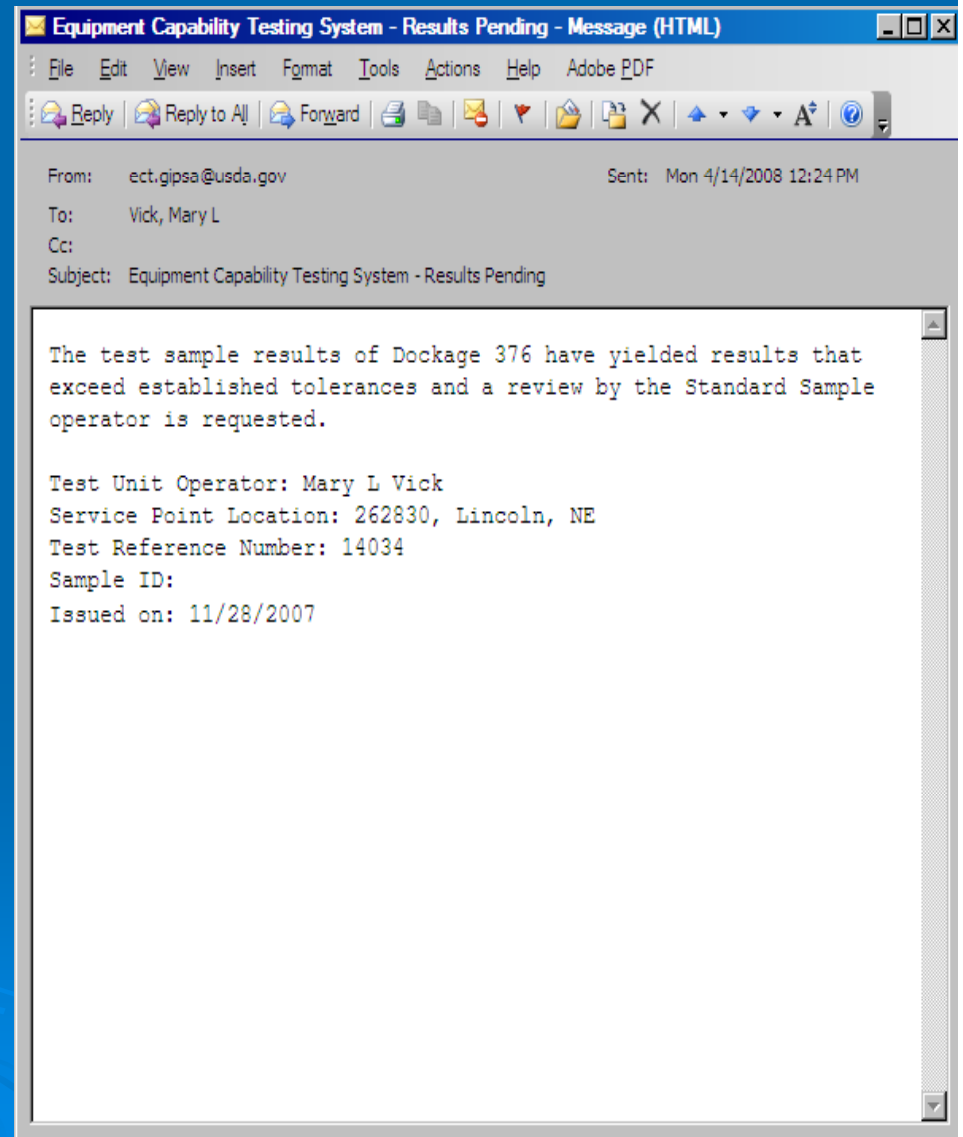 Equipment Capability Testing System - Results Pending - Message (HTML)
File Edit View Insert Format Tools Actions Help Adobe PDF
Reply Reply to All Forward
From: ect.gipsa@usda.gov Sent: Mon 4/14/2008 12:24 PM
To: Vick, Mary L
Cc:
Subject: Equipment Capability Testing System - Results Pending
The test sample results of Dockage 376 have yielded results that
exceed established tolerances and a review by the Standard Sample
operator is requested.
Test Unit Operator: Mary L Vick
Service Point Location: 262830, Lincoln, NE
Test Reference Number: 14034
Sample ID:
Issued on: 11/28/2007